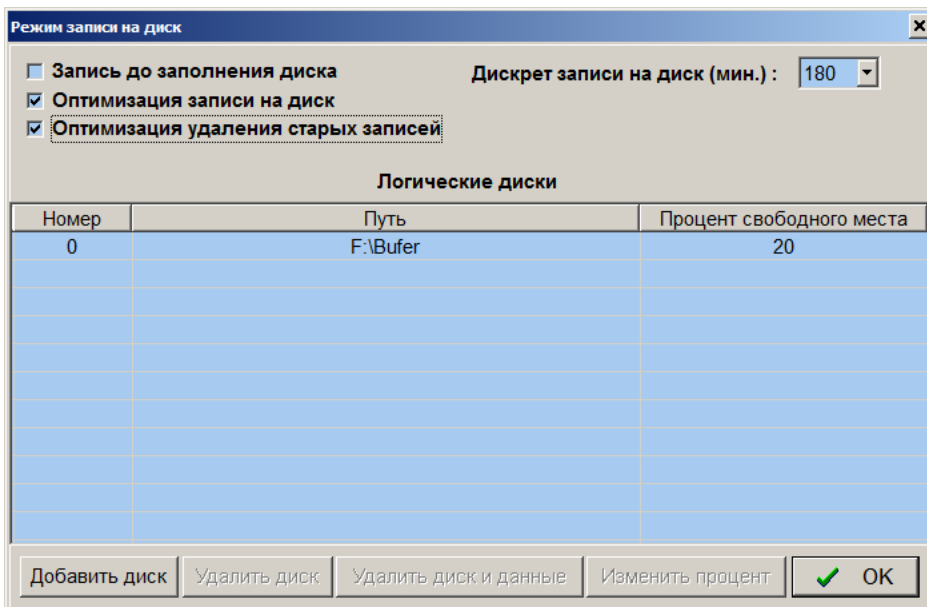 Режим записи на диск
Запись до заполнения диска
Дискрет записи на диск (мин.) : 180
Оптимизация записи на диск
Оптимизация удаления старых записей
Логические диски
Номер Путь Процент свободного места
0 F:\Bufer 20
Добавить диск Удалить диск Удалить диск и данные Изменить процент OK